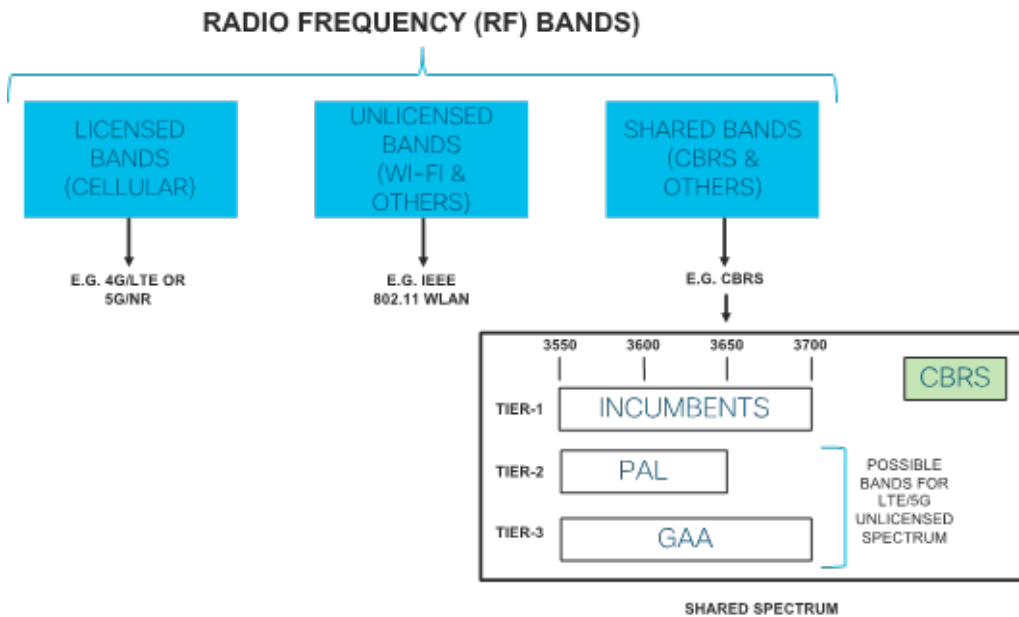 RADIO FREQUENCY (RF) BANDS)
LICENSED
BANDS
(CELLULAR)
UNLICENSED
BANDS
(WI-FI &
OTHERS)
SHARED BANDS
(CBRS &
OTHERS)
E.G. 4G/LTE OR
5G/NR
E.G. IEEE
802.11 WLAN
E.G. CBRS
3550 3600 3650 3700
CBRS
TIER-1 INCUMBENTS
TIER-2 PAL
TIER-3 GAA
POSSIBLE
BANDS FOR
LTE/5G
UNLICENSED
SPECTRUM
SHARED SPECTRUM